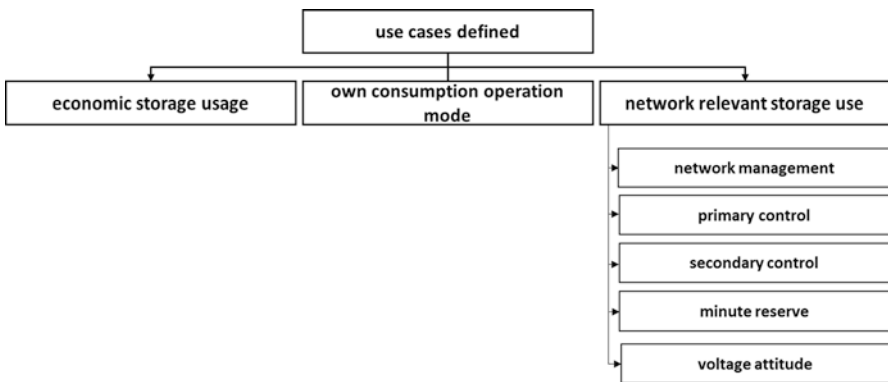 use cases defined
economic storage usage
own consumption operation
mode
network relevant storage use
network management
primary control
secondary control
minute reserve
voltage attitude